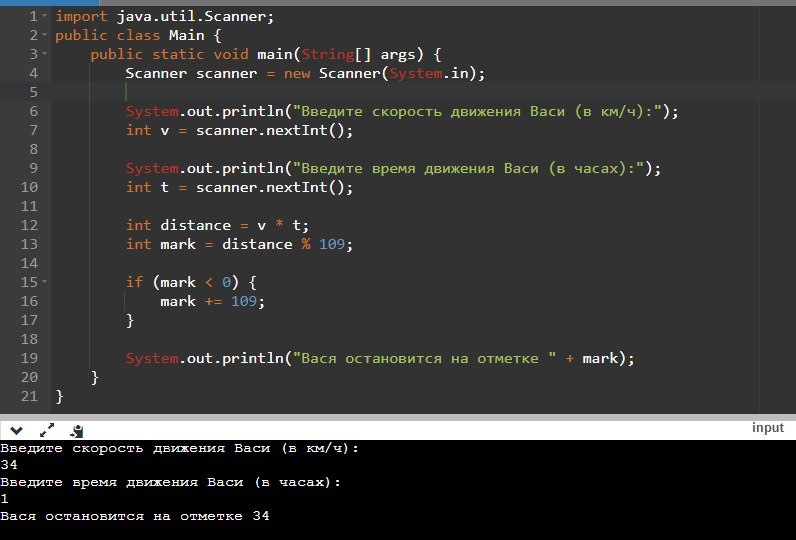 1 import java.util.Scanner;
2 public class Main {
3 public static void main(String[] args) {
4 Scanner scanner = new Scanner(System.in);
5
6 System.out.println("Введите скорость движения Васи (в км/ч):");
7 int v = scanner.nextInt();
8
9 System.out.println("Введите время движения Васи (в часах):");
10 int t = scanner.nextInt();
11
12 int distance = v * t;
13 int mark = distance % 109;
14
15 if (mark < 0) {
16 mark += 109;
17 }
18
19 System.out.println("Вася остановится на отметке " + mark);
20 }
21 }
input
Введите скорость движения Васи (в км/ч):
34
Введите время движения Васи (в часах):
1
Вася остановится на отметке 34